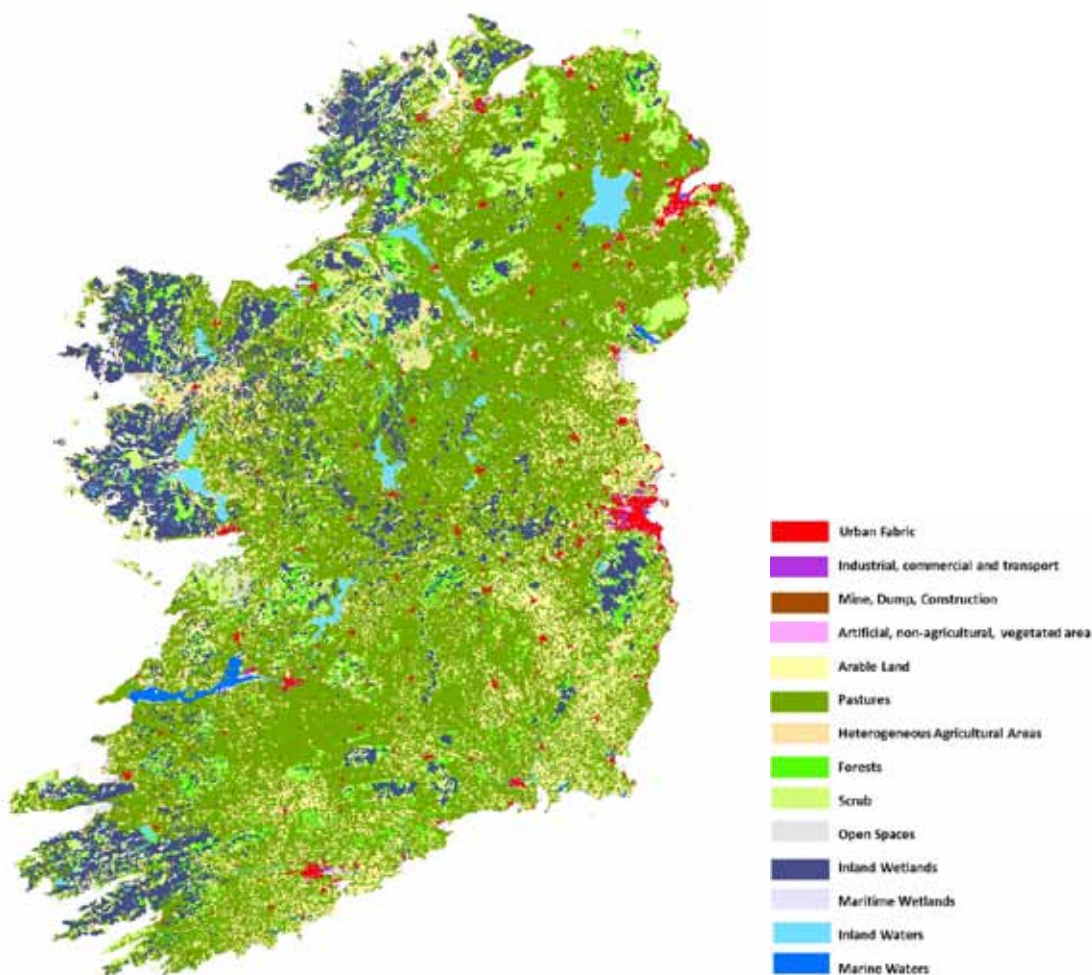 Urban Fabric
Industrial, commercial and transport
Mine, Dump, Construction
Artificial, non-agricultural, vegetated area
Arable Land
Pastures
Heterogeneous Agricultural Areas
Forests
Scrub
Open Spaces
Inland Wetlands
Maritime Wetlands
Inland Waters
Marine Waters